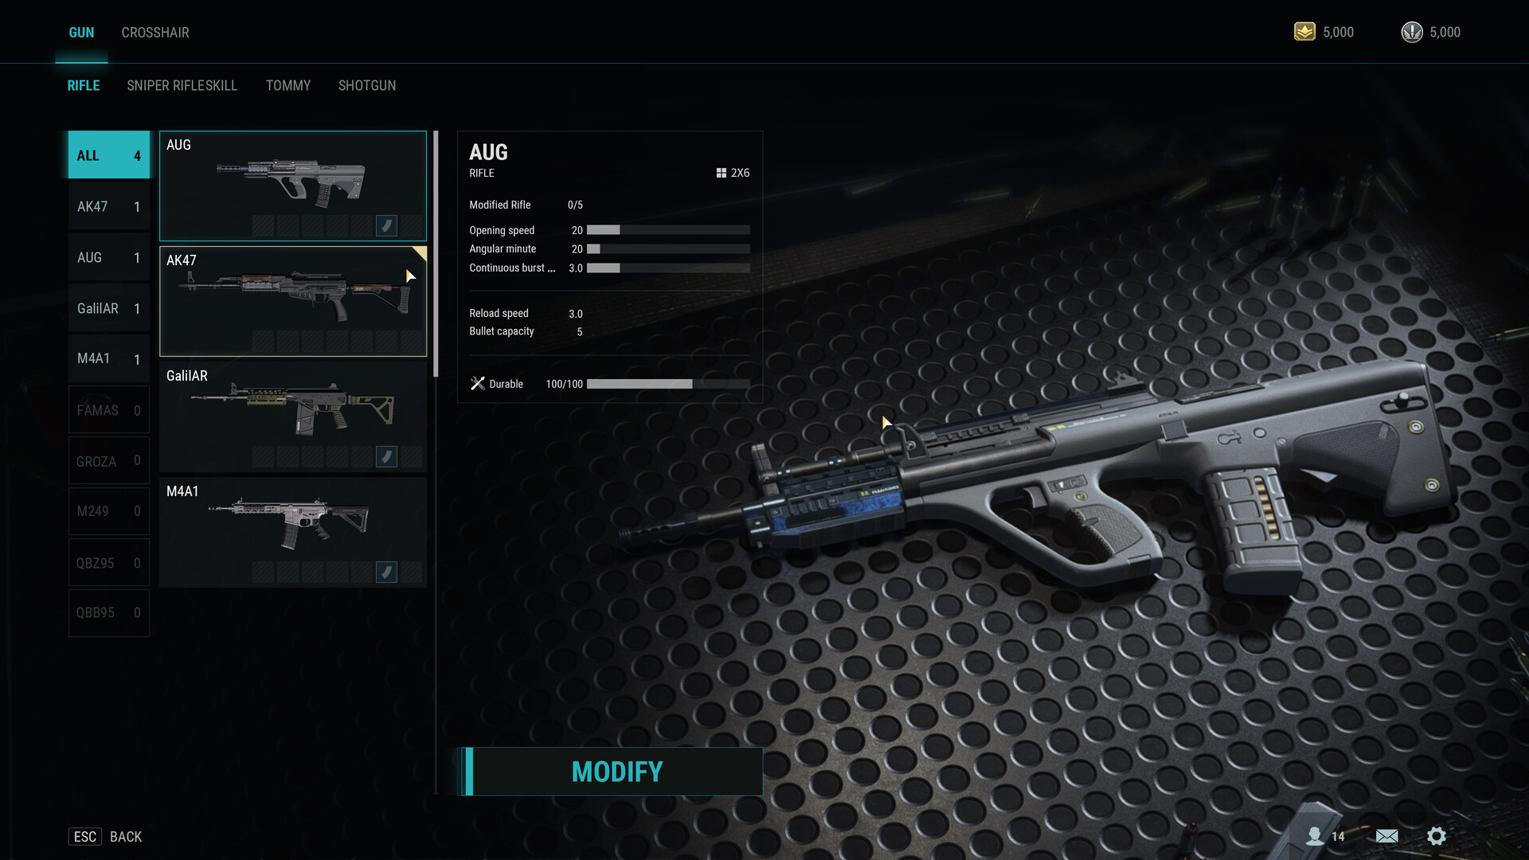 GUN CROSSHAIR 5,000 5,000
RIFLE SNIPER RIFLESKILL TOMMY SHOTGUN
ALL 4
AK47 1
AUG 1
GalilAR 1
M4A1 1
FAMAS 0
GROZA 0
M249 0
QBZ95 0
QBB95 0
AUG
AK47
GalilAR
M4A1
AUG
RIFLE 2X6
Modified Rifle 0/5
Opening speed 20
Angular minute 20
Continuous burst ... 3.0
Reload speed 3.0
Bullet capacity 5
Durable 100/100
MODIFY
ESC BACK
14